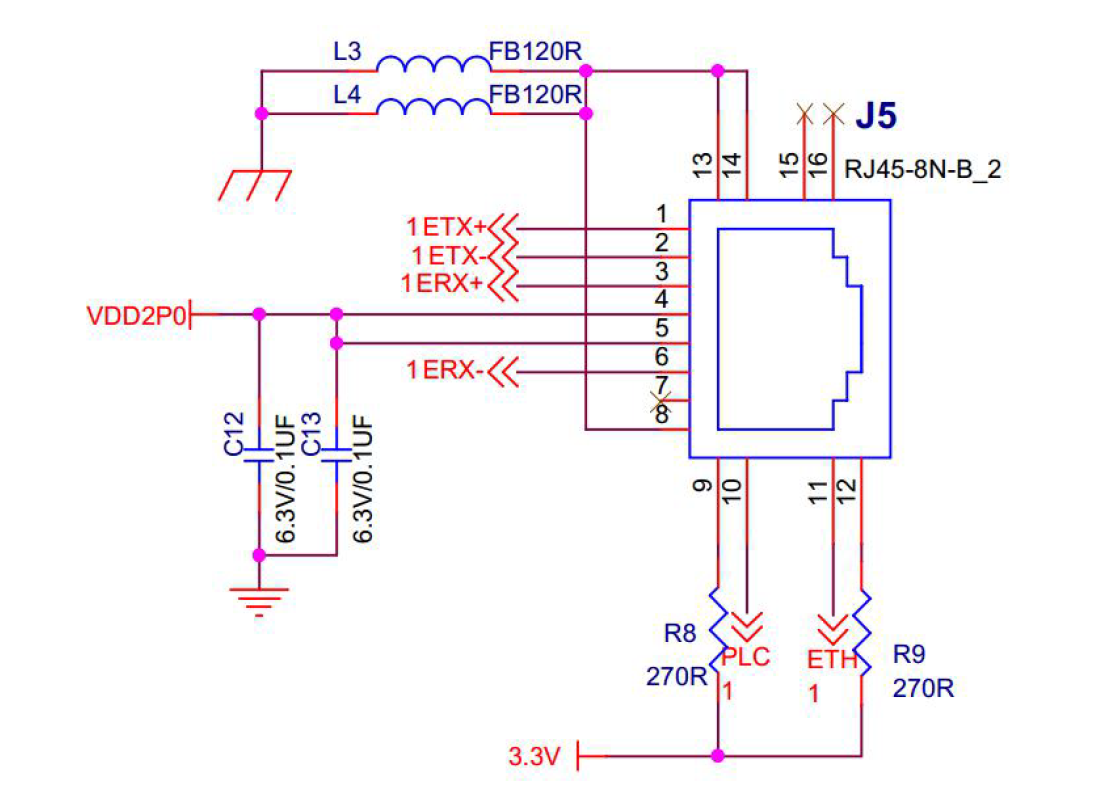 L3 FB120R
L4 FB120R
J5
RJ45-8N-B_2
13
14
15
16
1ETX+ 1
1ETX- 2
1ERX+ 3
VDD2P0 4
5
1ERX- 6
7
8
C12
6.3V/0.1UF
C13
6.3V/0.1UF
9
10
11
12
R8
270R
PLC
1
ETH
1
R9
270R
3.3V